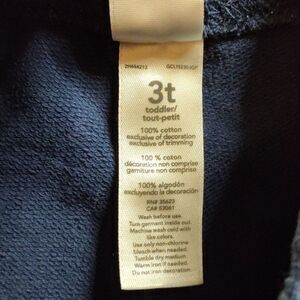 3t
toddler/
tout-petit
100% cotton
exclusive of decoration
exclusive of trimming
100 % coton
décoration non comprise
garniture non comprise
100% algodón
excluyendo la decoración
RN# 35623
CA# 53061
Wash before use.
Turn garment inside out.
Machine wash cold with
like colors.
Use only non-chlorine
bleach when needed.
Tumble dry medium.
Warm iron if needed.
Do not iron decoration.